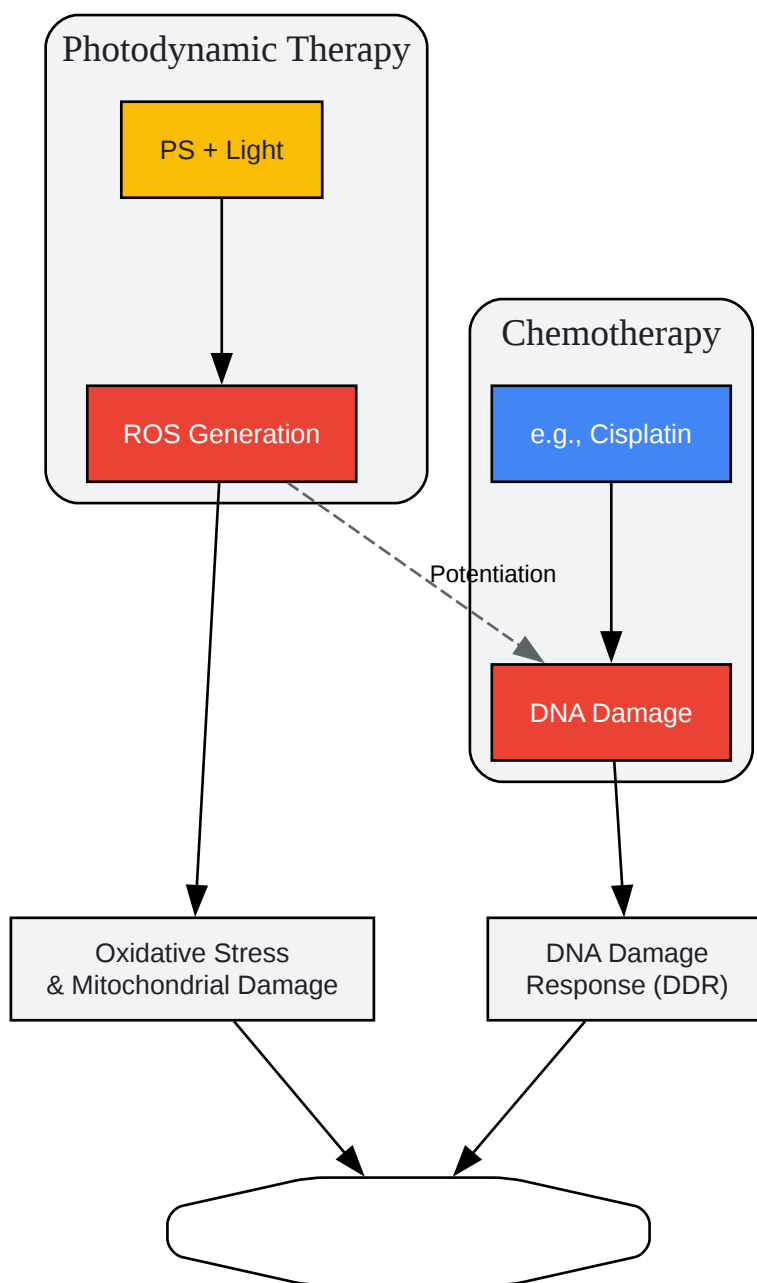 Photodynamic Therapy
PS + Light
Chemotherapy
ROS Generation
e.g., Cisplatin
Potentiation
DNA Damage
Oxidative Stress
& Mitochondrial Damage
DNA Damage
Response (DDR)